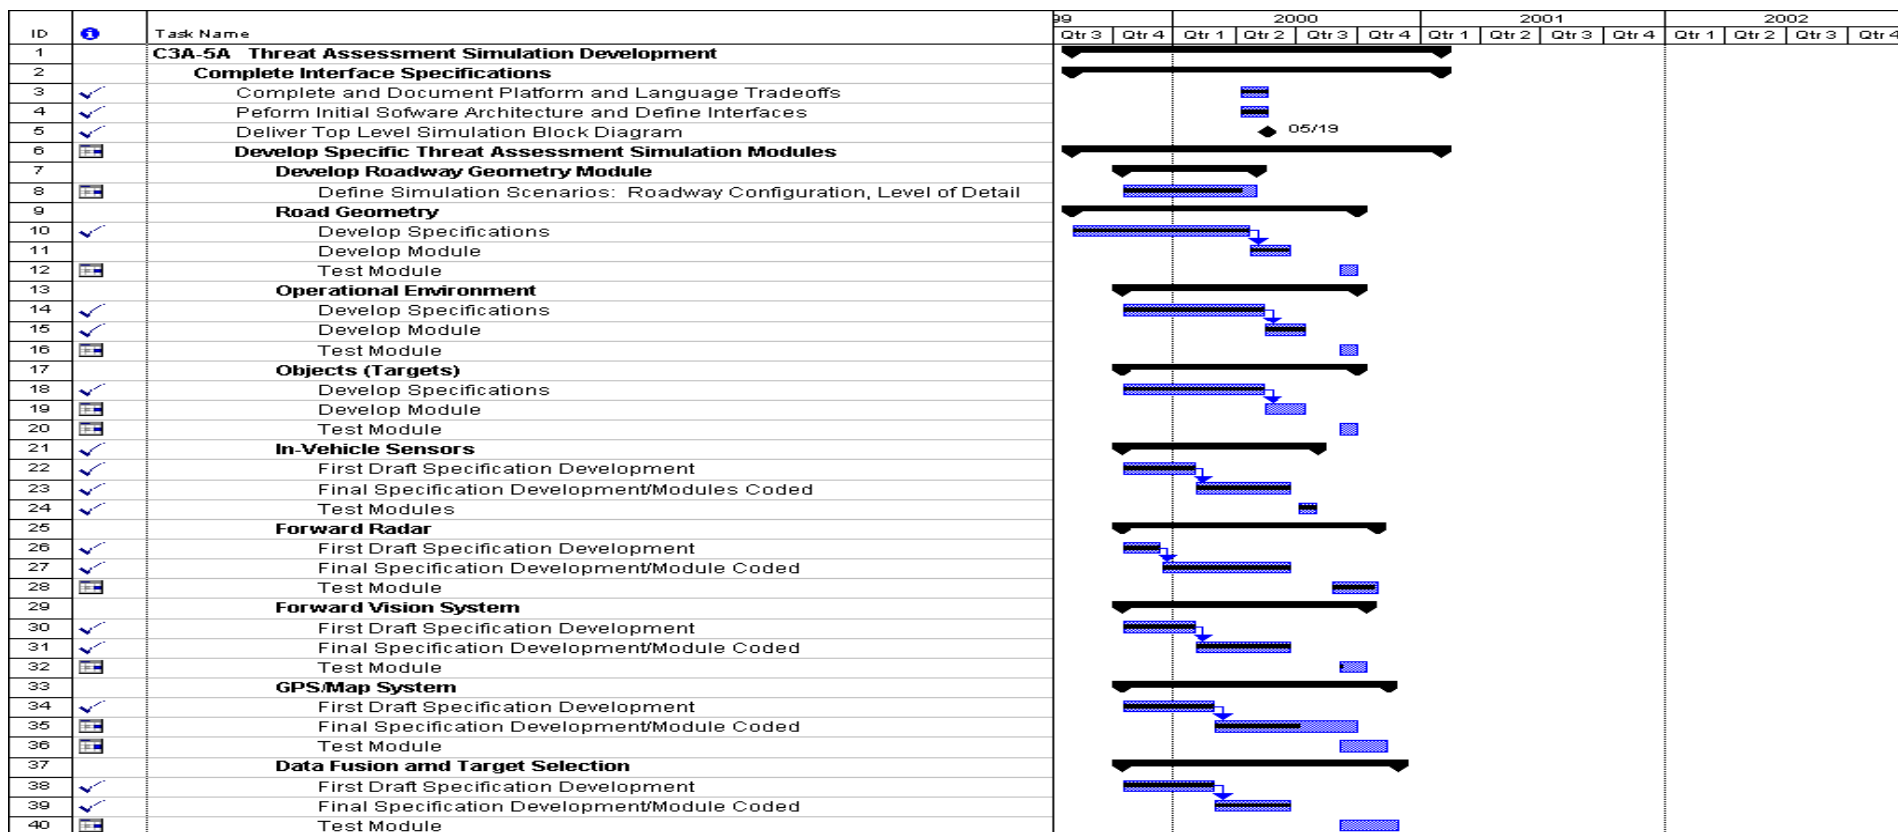 99 2000 2001 2002
ID Task Name Qtr 3 Qtr 4 Qtr 1 Qtr 2 Qtr 3 Qtr 4 Qtr 1 Qtr 2 Qtr 3 Qtr 4 Qtr 1 Qtr 2 Qtr 3 Qtr 4
1 C3A-5A Threat Assessment Simulation Development
2 Complete Interface Specifications
3 Complete and Document Platform and Language Tradeoffs
4 Peform Initial Sofware Architecture and Define Interfaces
5 Deliver Top Level Simulation Block Diagram 05/19
6 Develop Specific Threat Assessment Simulation Modules
7 Develop Roadway Geometry Module
8 Define Simulation Scenarios: Roadway Configuration, Level of Detail
9 Road Geometry
10 Develop Specifications
11 Develop Module
12 Test Module
13 Operational Environment
14 Develop Specifications
15 Develop Module
16 Test Module
17 Objects (Targets)
18 Develop Specifications
19 Develop Module
20 Test Module
21 In-Vehicle Sensors
22 First Draft Specification Development
23 Final Specification Development/Modules Coded
24 Test Modules
25 Forward Radar
26 First Draft Specification Development
27 Final Specification Development/Module Coded
28 Test Module
29 Forward Vision System
30 First Draft Specification Development
31 Final Specification Development/Module Coded
32 Test Module
33 GPS/Map System
34 First Draft Specification Development
35 Final Specification Development/Module Coded
36 Test Module
37 Data Fusion amd Target Selection
38 First Draft Specification Development
39 Final Specification Development/Module Coded
40 Test Module